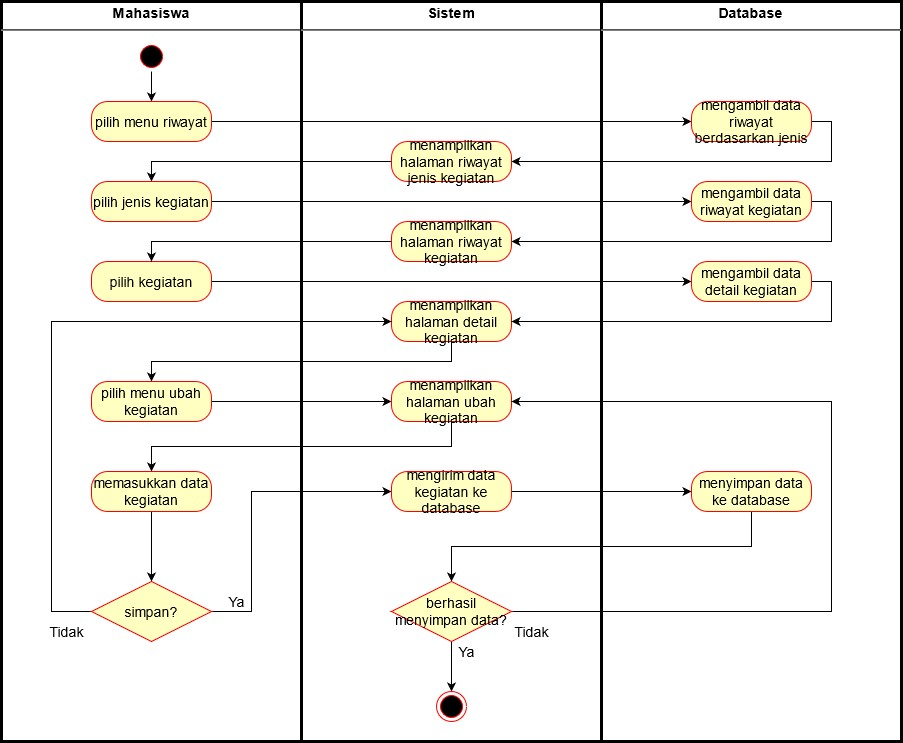 Mahasiswa
Sistem
Database
pilih menu riwayat
mengambil data
riwayat
berdasarkan jenis
menampilkan
halaman riwayat
jenis kegiatan
pilih jenis kegiatan
mengambil data
riwayat kegiatan
menampilkan
halaman riwayat
kegiatan
pilih kegiatan
mengambil data
detail kegiatan
menampilkan
halaman detail
kegiatan
pilih menu ubah
kegiatan
menampilkan
halaman ubah
kegiatan
memasukkan data
kegiatan
mengirim data
kegiatan ke
database
menyimpan data
ke database
simpan?
Ya
Tidak
berhasil
menyimpan data?
Tidak
Ya